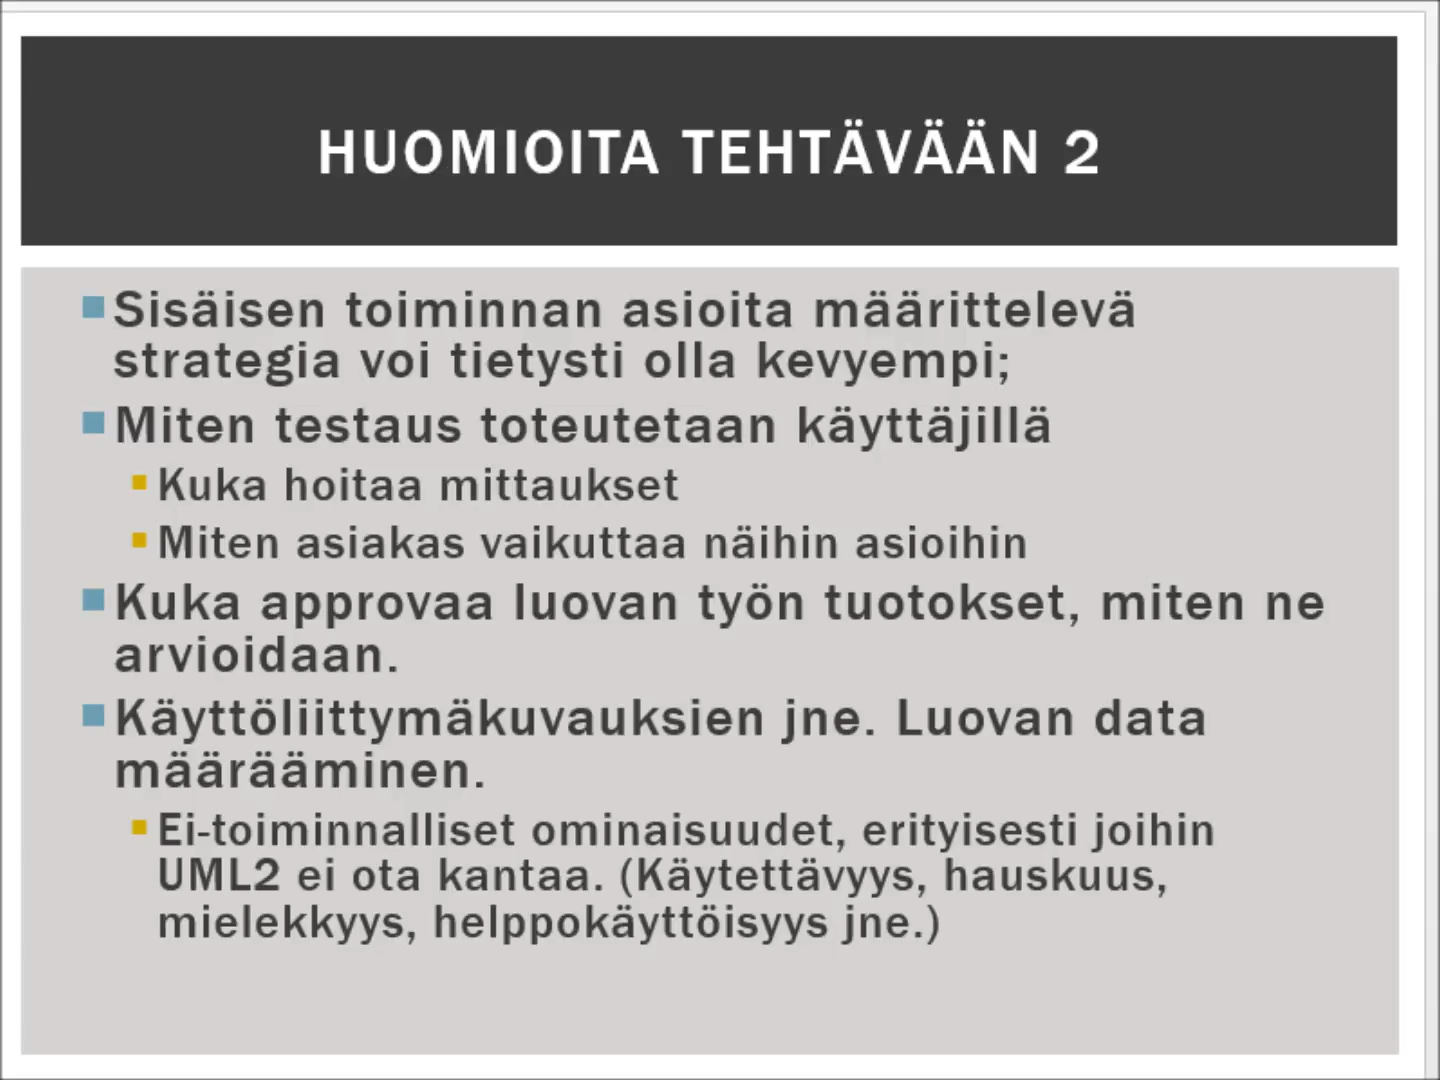 HUOMIOITA TEHTÄVÄÄN 2
Sisäisen toiminnan asioita määrittelevä
strategia voi tietysti olla kevyempi;
Miten testaus toteutetaan käyttäjillä
Kuka hoitaa mittaukset
Miten asiakas vaikuttaa näihin asioihin
Kuka approvaa luovan työn tuotokset, miten ne
arvioidaan.
Käyttöliittymäkuvauksien jne. Luovan data
määrääminen.
Ei-toiminnalliset ominaisuudet, erityisesti joihin
UML2 ei ota kantaa. (Käytettävyys, hauskuus,
mielekkyys, helppokäyttöisyys jne.)